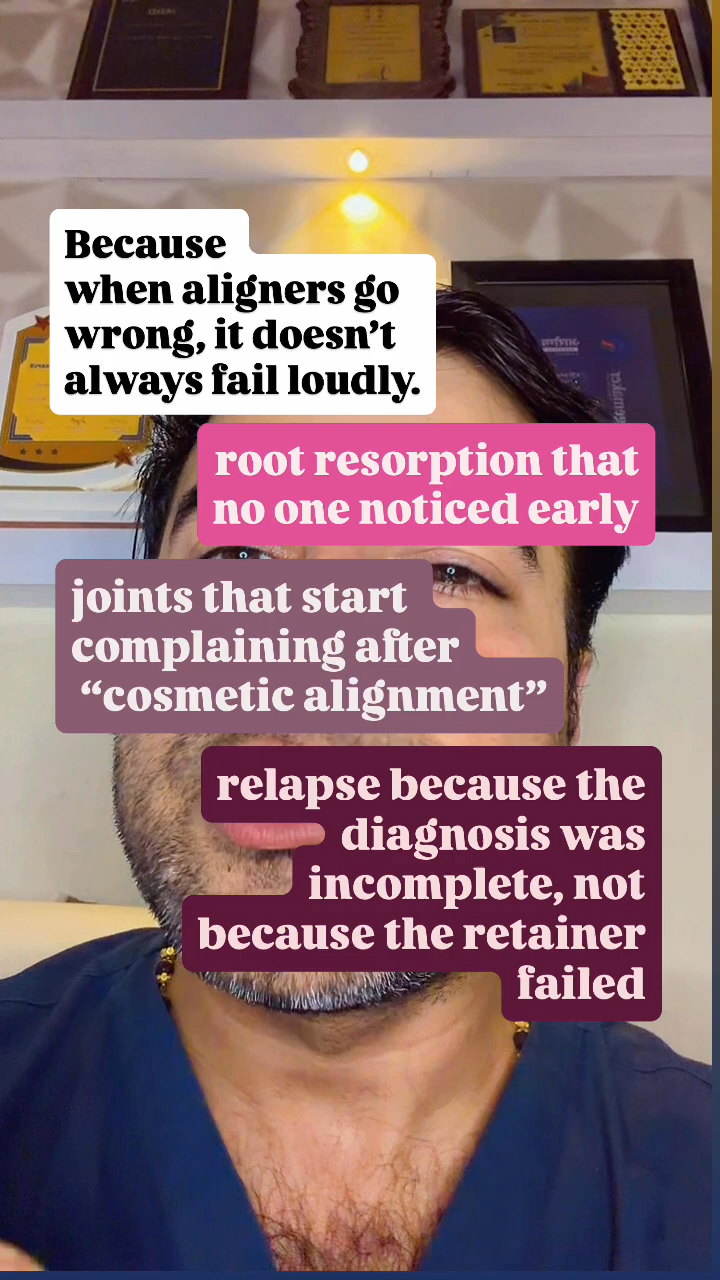 Because
when aligners go
wrong, it doesn’t
always fail loudly.
root resorption that
no one noticed early
joints that start
complaining after
“cosmetic alignment”
relapse because the
diagnosis was
incomplete, not
because the retainer
failed